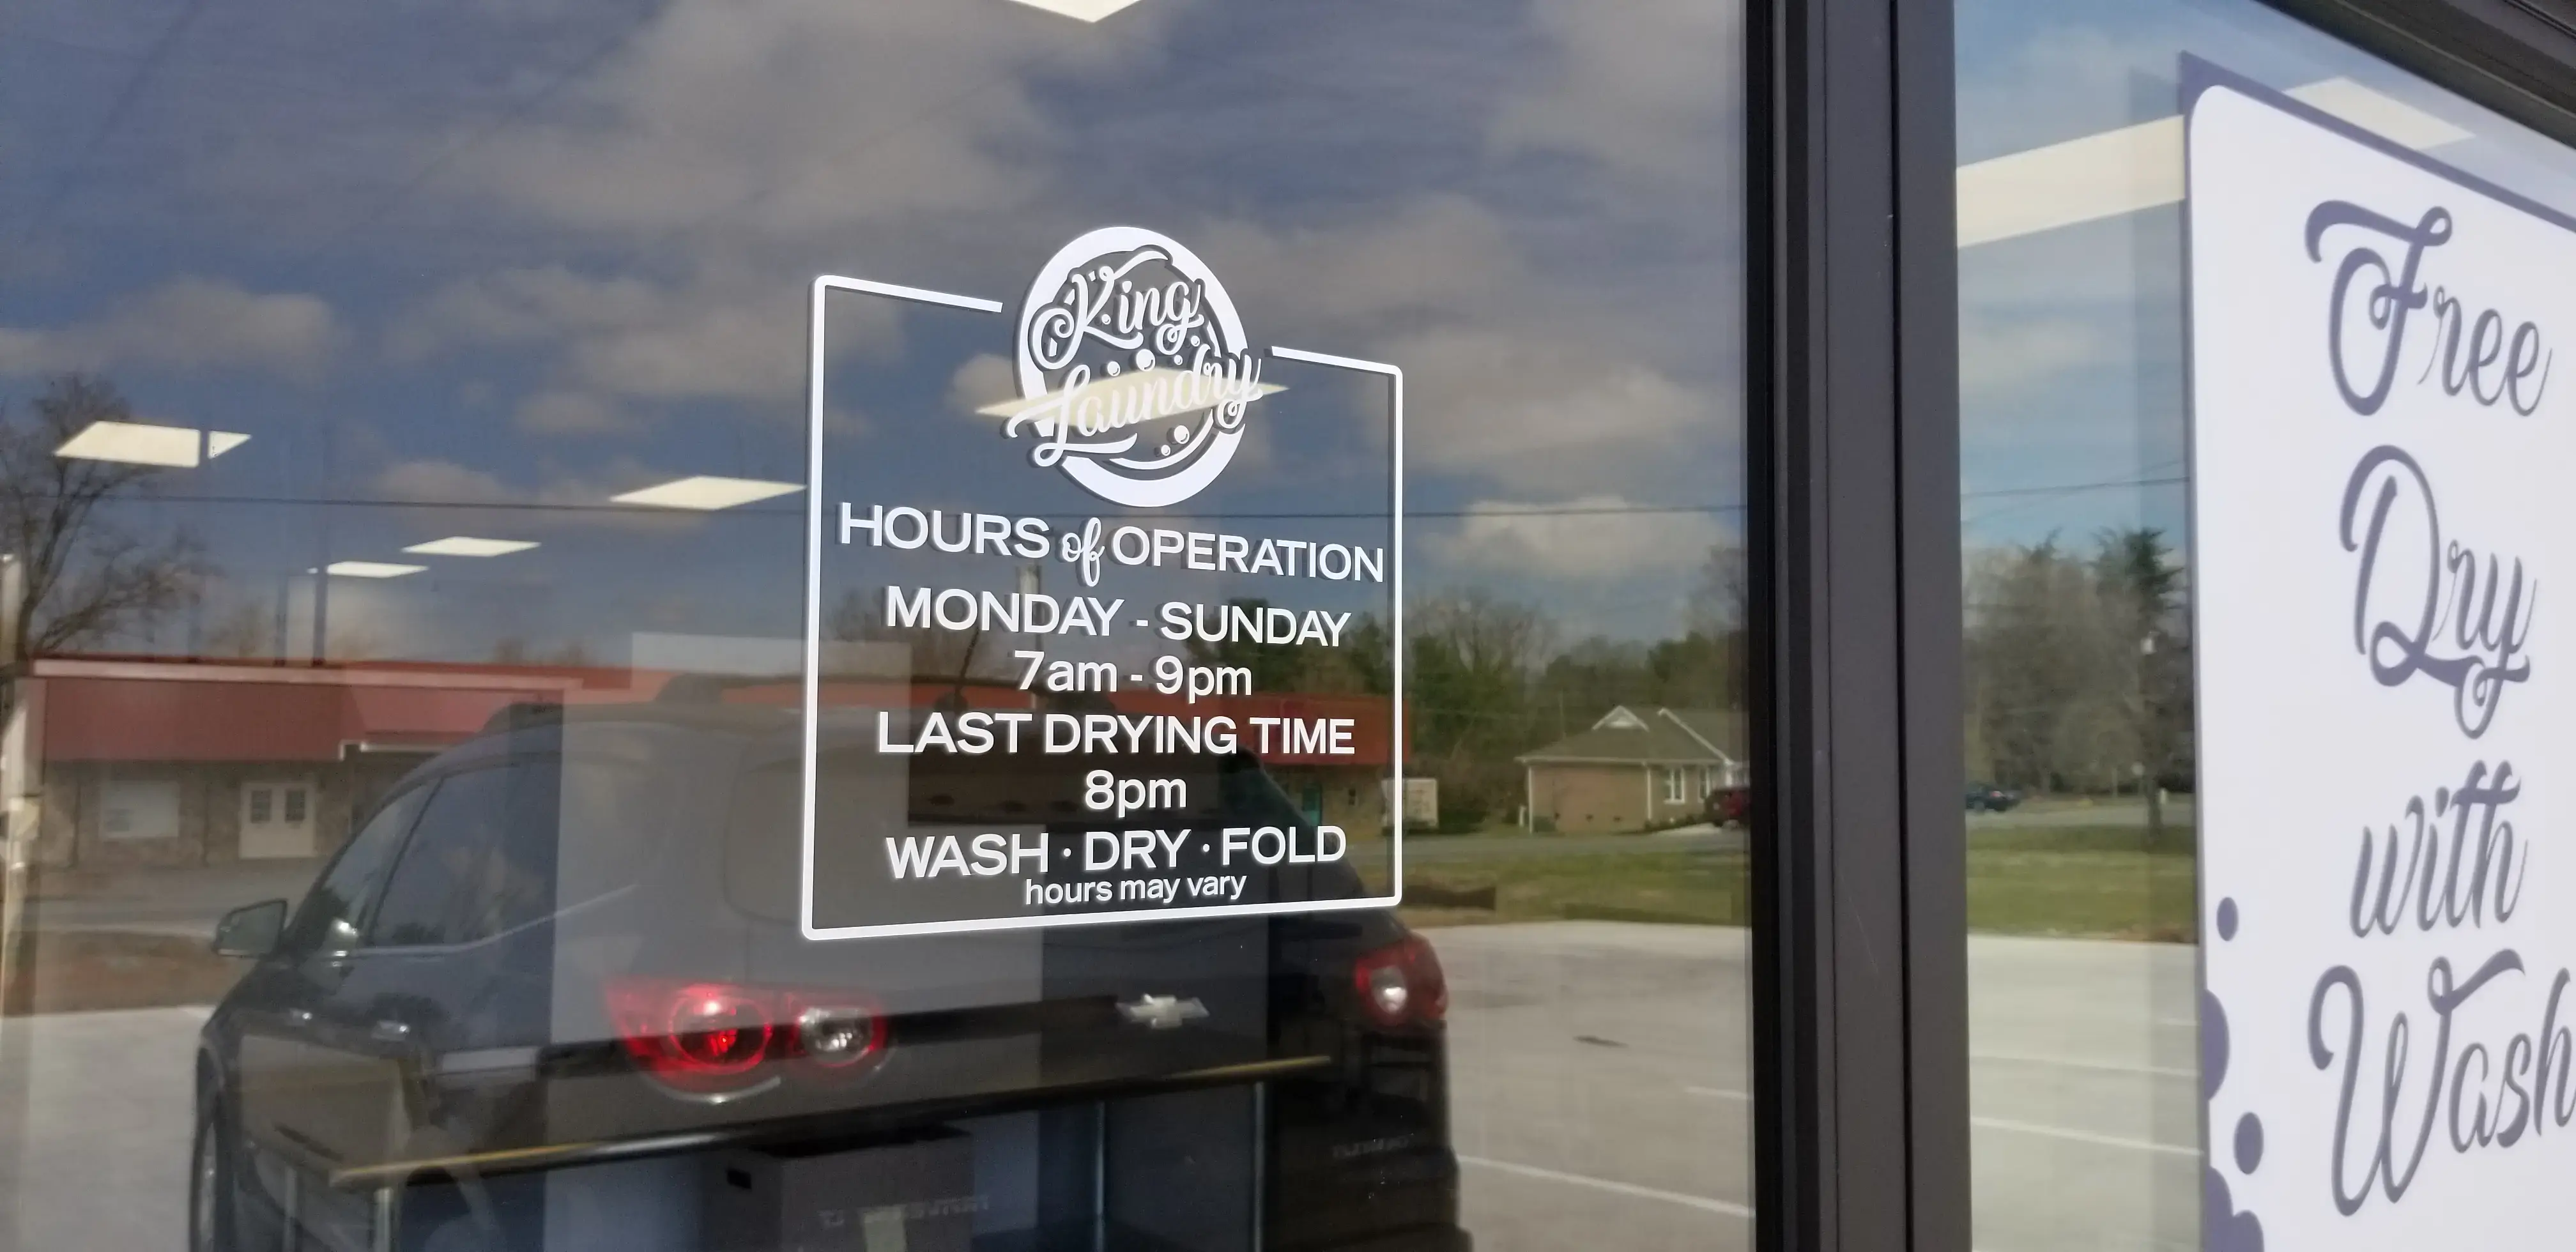 King
Laundry
HOURS of OPERATION
MONDAY - SUNDAY
7am - 9pm
LAST DRYING TIME
8pm
WASH · DRY · FOLD
hours may vary
Free
Dry
with
Wash